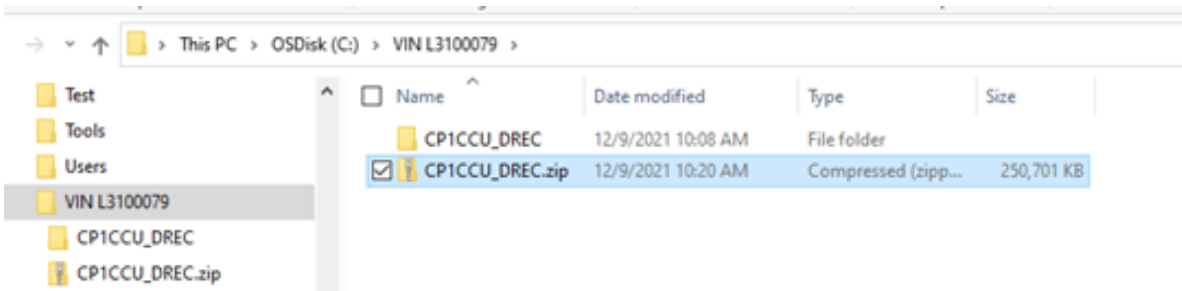 This PC > OSDisk (C:) > VIN L3100079 >
Test
Tools
Users
VIN L3100079
CP1CCU_DREC
CP1CCU_DREC.zip
Name Date modified Type Size
CP1CCU_DREC 12/9/2021 10:08 AM File folder
CP1CCU_DREC.zip 12/9/2021 10:20 AM Compressed (zipp... 250,701 KB